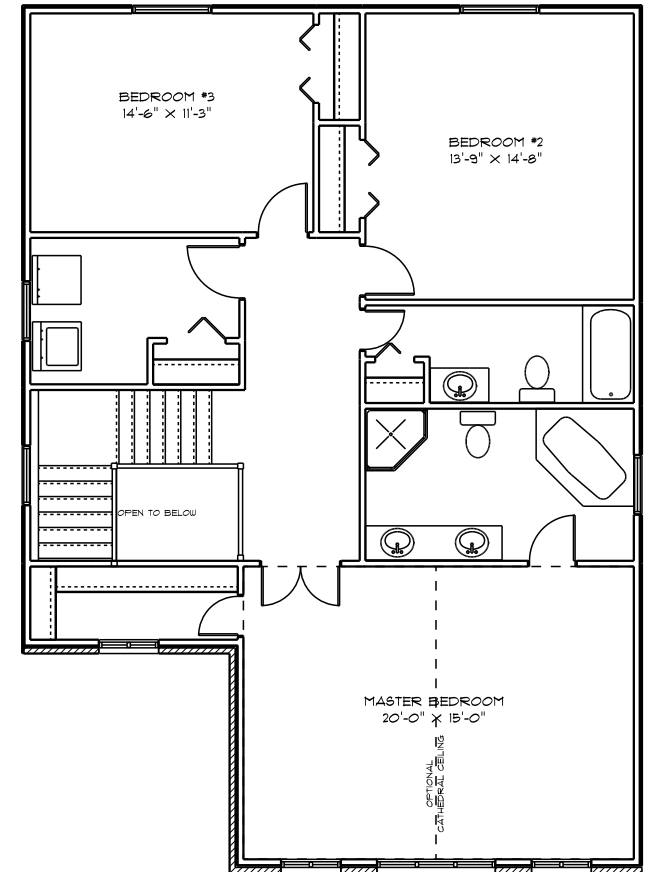 BEDROOM #3
14'-6" X 11'-3"
BEDROOM #2
13'-9" X 14'-8"
OPEN TO BELOW
MASTER BEDROOM
20'-0" X 15'-0"
OPTIONAL
CATHEDRAL CEILING